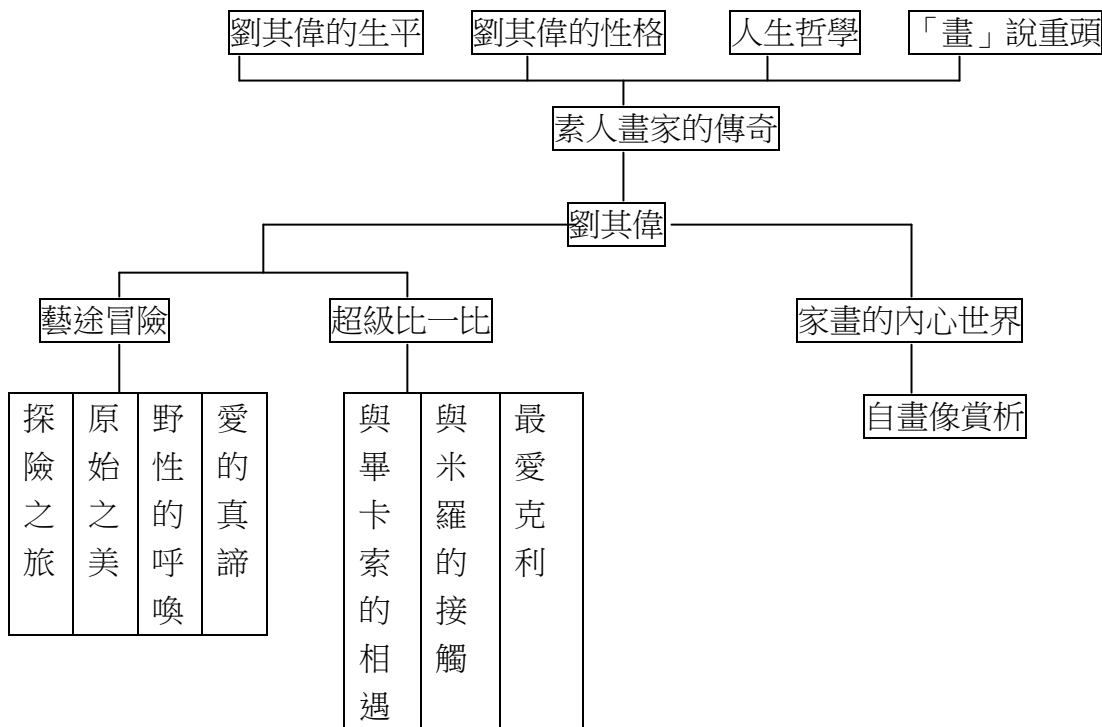 劉其偉的生平
劉其偉的性格
人生哲學
「畫」說重頭
素人畫家的傳奇
劉其偉
藝途冒險
超級比一比
家畫的內心世界
探險之旅
原始之美
野性的呼喚
愛的真諦
與畢卡索的相遇
與米羅的接觸
最愛克利
自畫像賞析